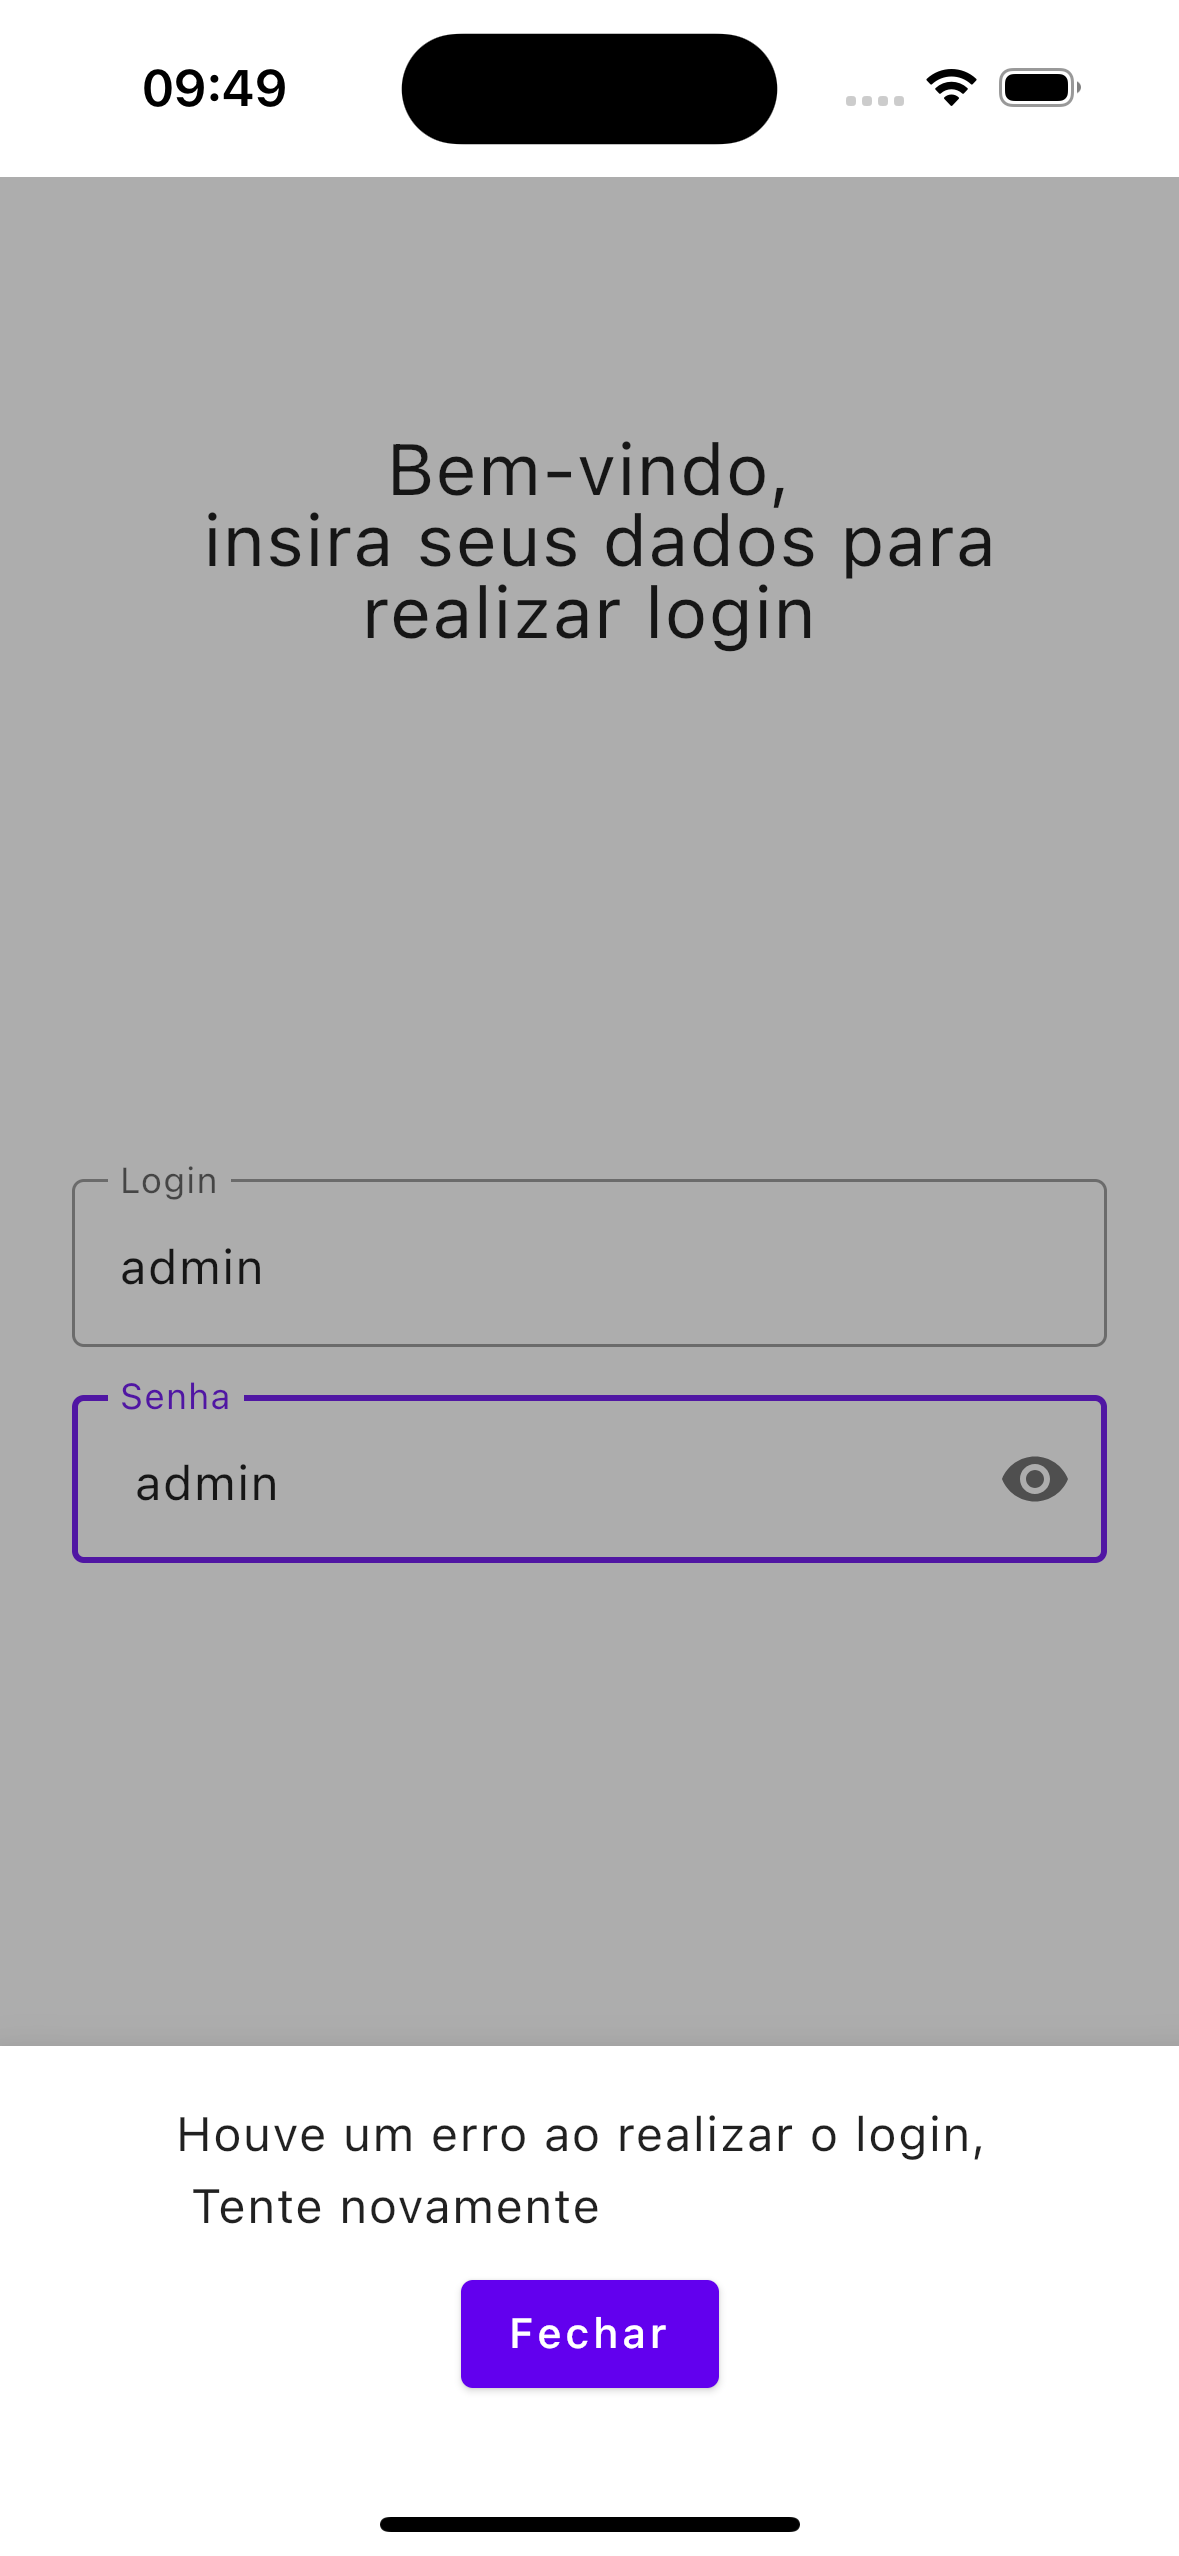 09:49
Bem-vindo,
insira seus dados para
realizar login
Login
admin
Senha
admin
Houve um erro ao realizar o login,
Tente novamente
Fechar